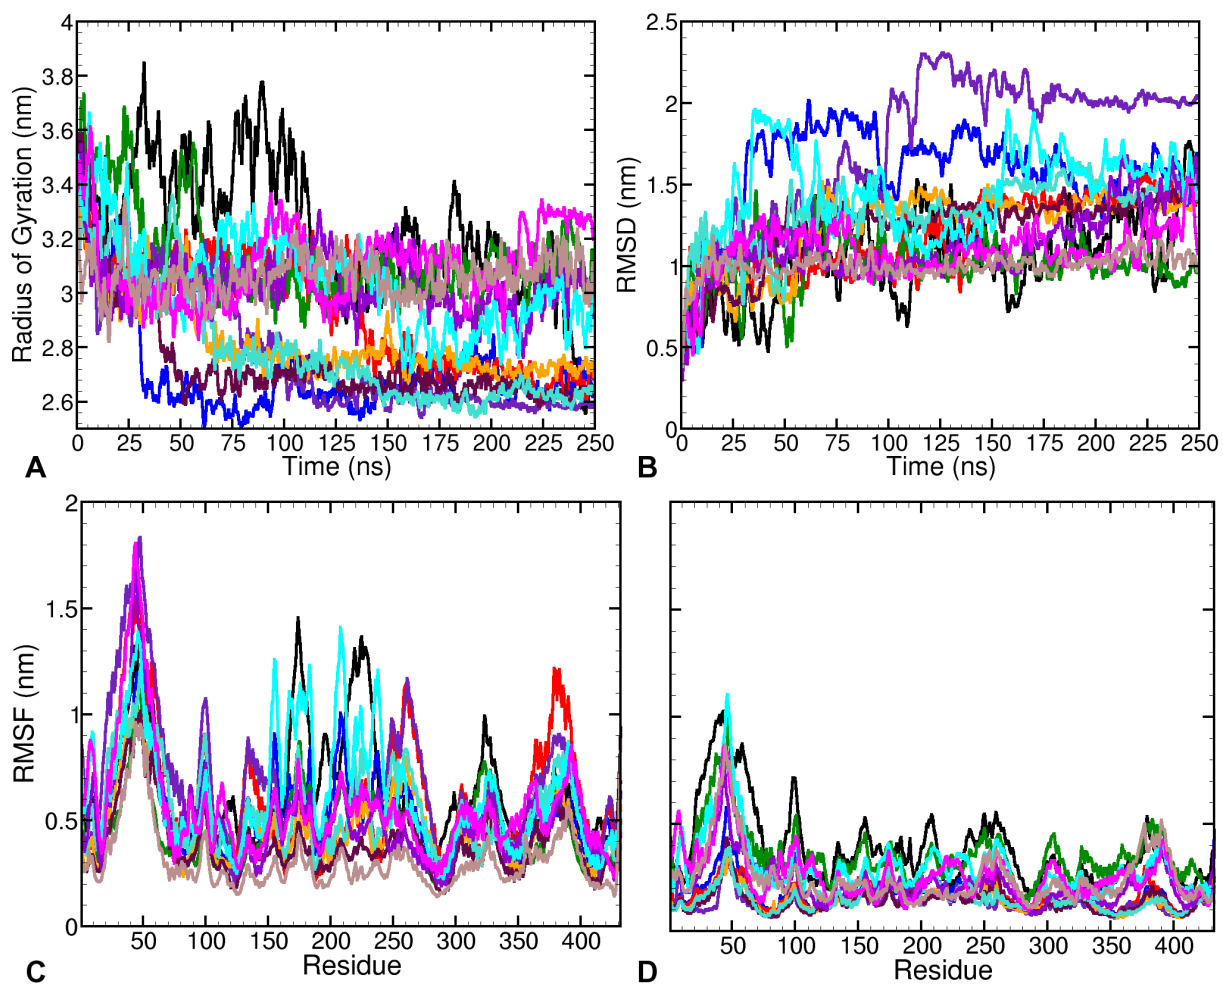 4
3.8
3.6
3.4
3.2
3
2.8
2.6
Radius of Gyration (nm)
0 25 50 75 100 125 150 175 200 225 250
Time (ns)
A
2.5
2
1.5
1
0.5
0
RMSD (nm)
0 25 50 75 100 125 150 175 200 225 250
Time (ns)
B
2
1.5
1
0.5
0
RMSF (nm)
50 100 150 200 250 300 350 400
Residue
C
50 100 150 200 250 300 350 400
Residue
D